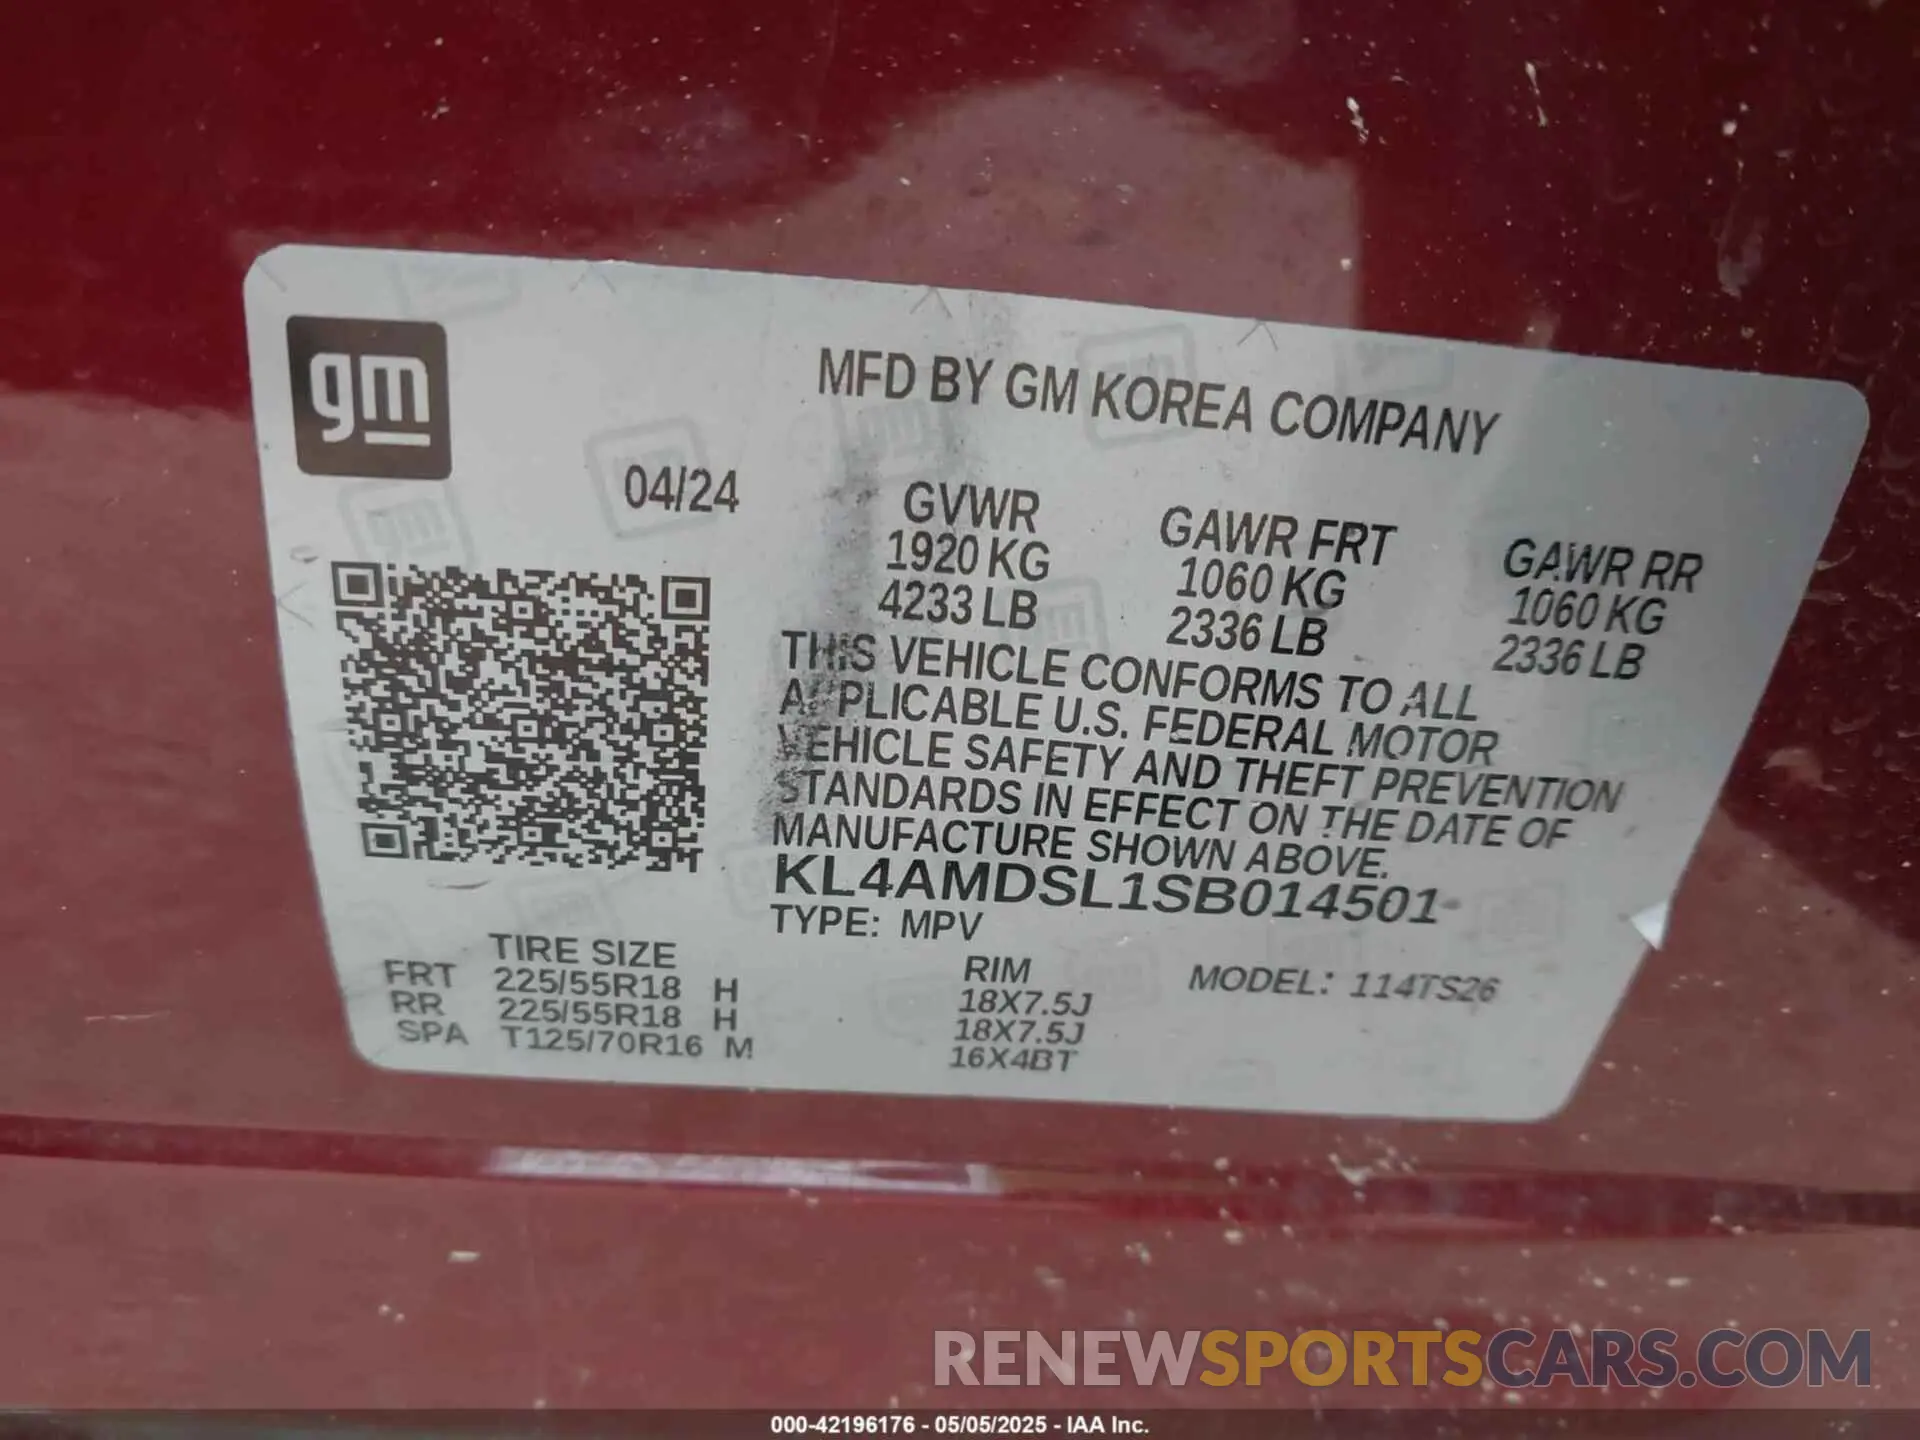 gm
MFD BY GM KOREA COMPANY
04/24
GVWR GAWR FRT GAWR RR
1920 KG 1060 KG 1060 KG
4233 LB 2336 LB 2336 LB
THIS VEHICLE CONFORMS TO ALL
APPLICABLE U.S. FEDERAL MOTOR
VEHICLE SAFETY AND THEFT PREVENTION
STANDARDS IN EFFECT ON THE DATE OF
MANUFACTURE SHOWN ABOVE.
KL4AMDSL1SB014501
TYPE: MPV
TIRE SIZE RIM MODEL: 114TS26
FRT 225/55R18 H 18X7.5J
RR 225/55R18 H 18X7.5J
SPA T125/70R16 M 16X4BT
RENEWSPORTSCARS.COM
000-42196176 - 05/05/2025 - IAA Inc.